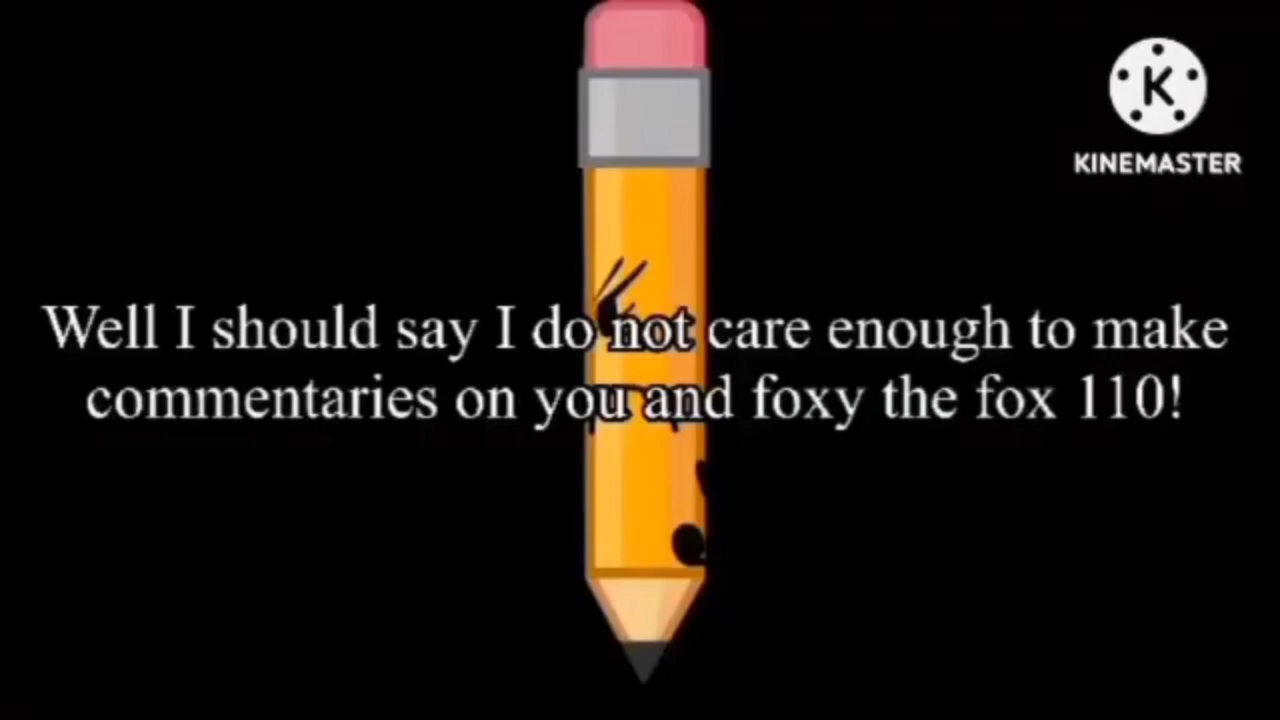 K
KINEMASTER
Well I should say I do not care enough to make
commentaries on you and foxy the fox 110!